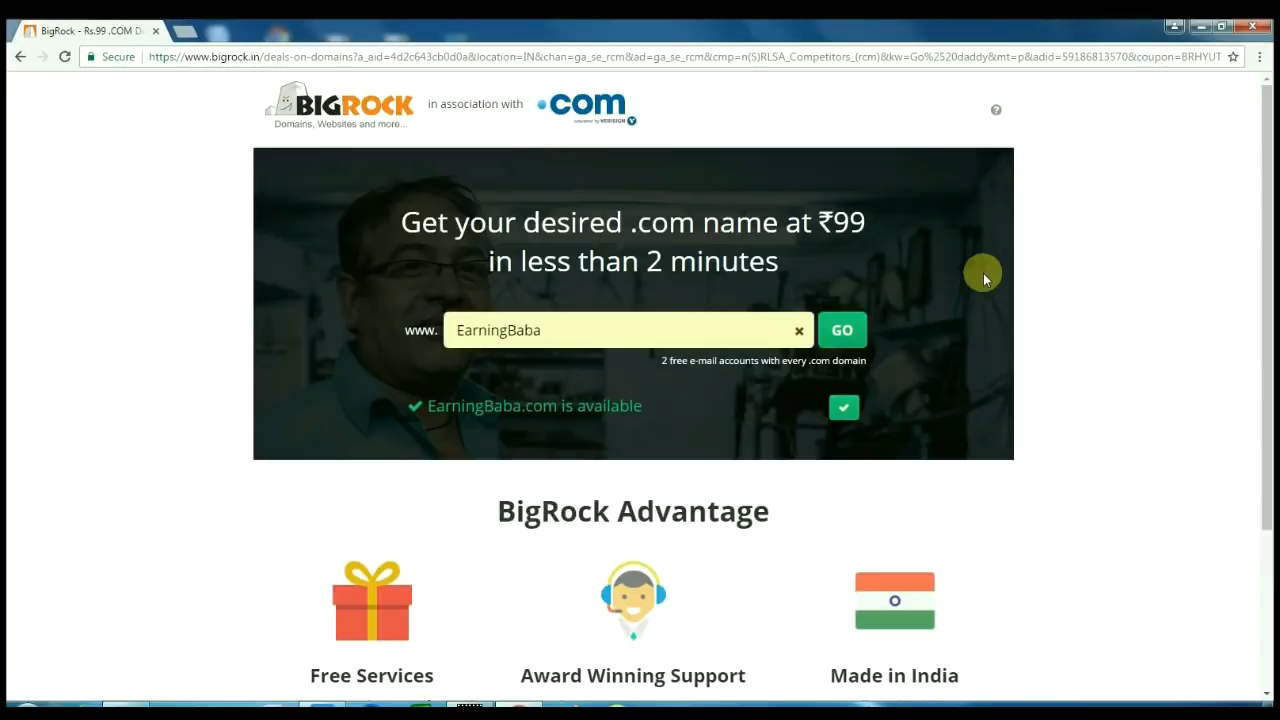 BigRock - Rs.99 .COM D
Secure
https://www.bigrock.in/deals-on-domains?a_aid=4d2c643cb0d0a&location=IN&chan=ga_se_rcm&ad=ga_se_rcm&cmp=n(S)RLSA_Competitors_(rcm)&kw=Go%2520daddy&mt=p&adid=59186813570&coupon=BRHYUT
BIGROCK
Domains, Websites and more...
in association with
com
powered by VERISIGN
Get your desired .com name at ₹99
in less than 2 minutes
www.
EarningBaba
GO
2 free e-mail accounts with every .com domain
EarningBaba.com is available
BigRock Advantage
Free Services
Award Winning Support
Made in India